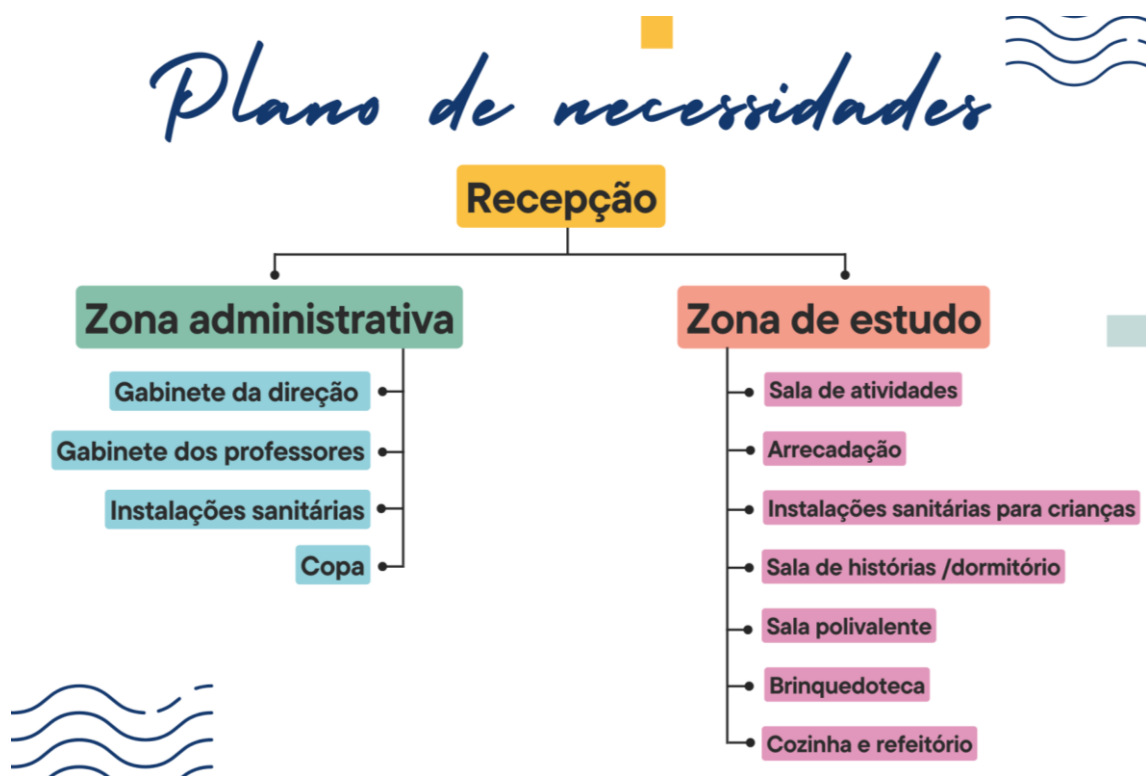 Plano de necessidades
Recepção
Zona administrativa
Gabinete da direção
Gabinete dos professores
Instalações sanitárias
Copa
Zona de estudo
Sala de atividades
Arrecadação
Instalações sanitárias para crianças
Sala de histórias /dormitório
Sala polivalente
Brinquedoteca
Cozinha e refeitório